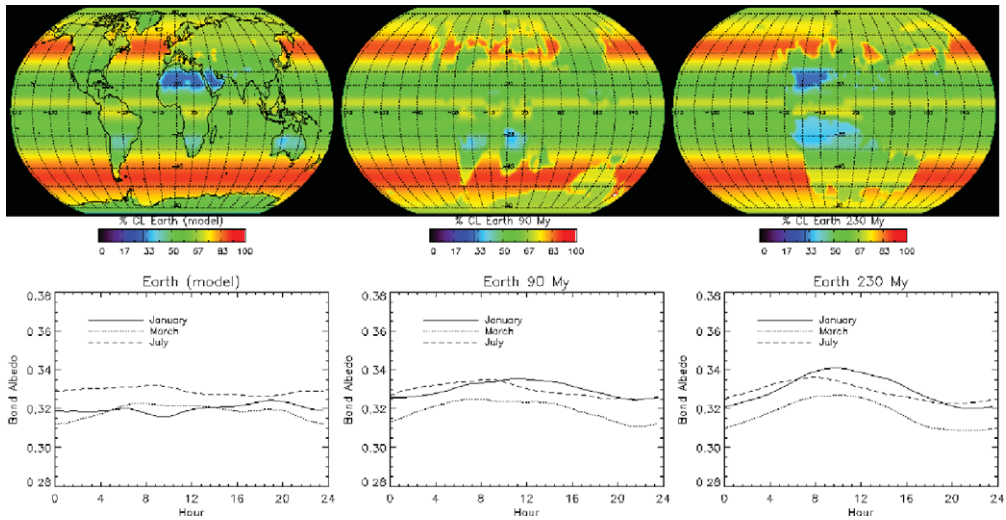 % CL Earth (model)
0 17 33 50 67 83 100
% CL Earth 90 My
0 17 33 50 67 83 100
% CL Earth 230 My
0 17 33 50 67 83 100
Earth (model)
Bond Albedo
0.38
0.36
0.34
0.32
0.30
0.28
January
March
July
0 4 8 12 16 20 24
Hour
Earth 90 My
Bond Albedo
0.38
0.36
0.34
0.32
0.30
0.28
January
March
July
0 4 8 12 16 20 24
Hour
Earth 230 My
Bond Albedo
0.38
0.36
0.34
0.32
0.30
0.28
January
March
July
0 4 8 12 16 20 24
Hour